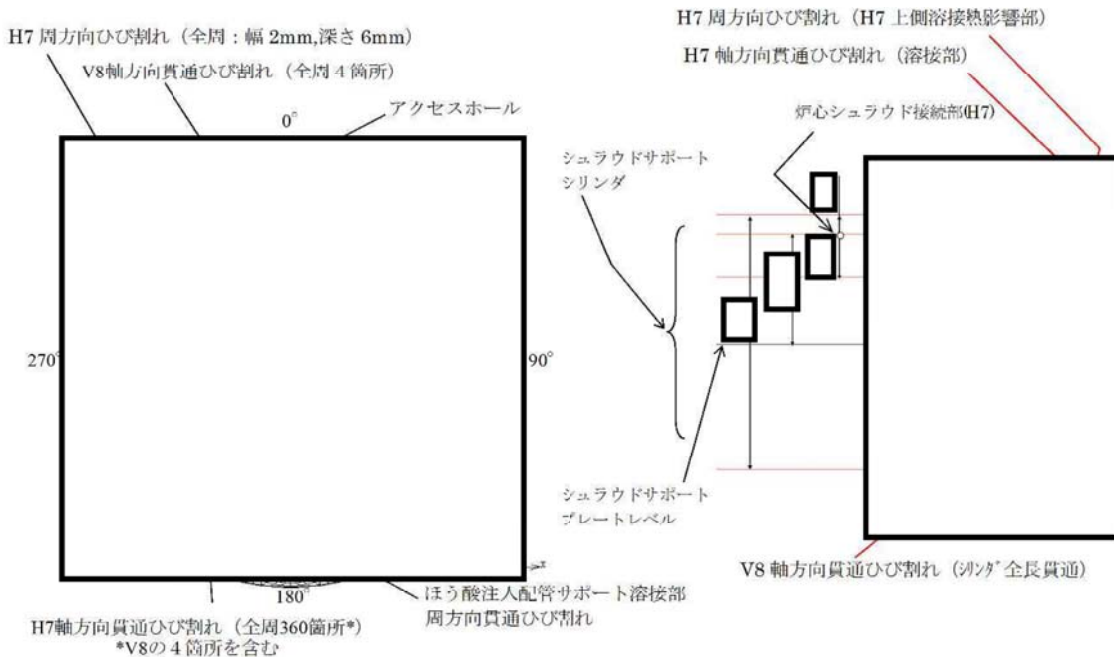 H7 周方向ひび割れ（全周：幅 2mm,深さ 6mm）
V8軸方向貫通ひび割れ（全周４箇所）
0°
アクセスホール
270°
90°
180°
H7軸方向貫通ひび割れ（全周360箇所*）
*V8の４箇所を含む
ほう酸注入配管サポート溶接部
周方向貫通ひび割れ
H7 周方向ひび割れ（H7 上側溶接熱影響部）
H7 軸方向貫通ひび割れ（溶接部）
炉心シュラウド接続部(H7)
シュラウドサポート
シリンダ
シュラウドサポート
プレートレベル
V8 軸方向貫通ひび割れ（ｼﾘﾝﾀﾞ全長貫通）